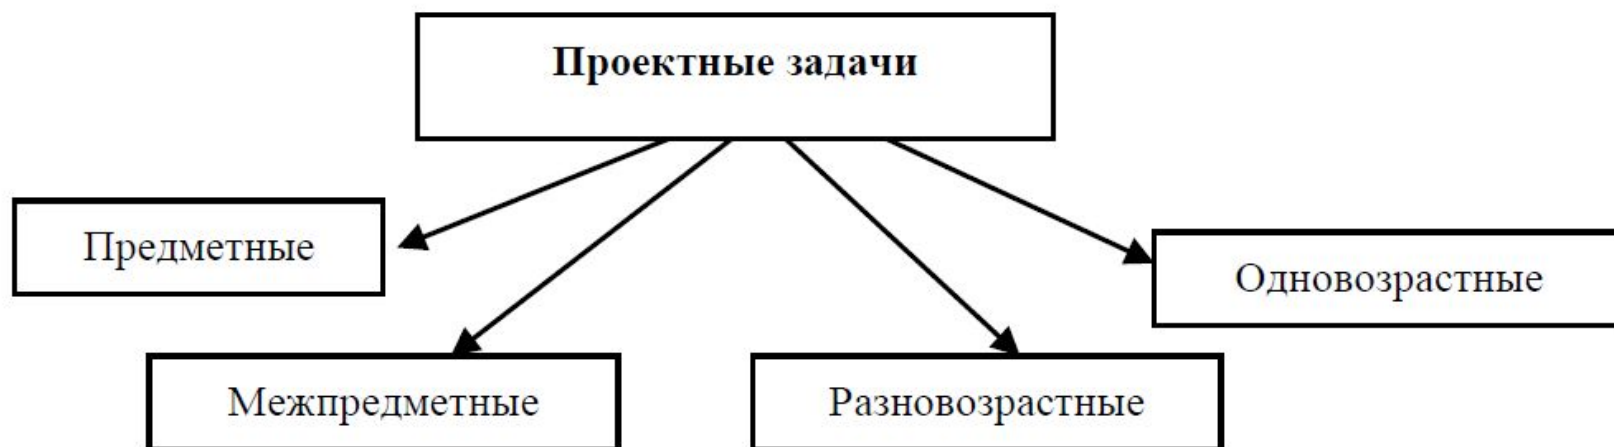 Проектные задачи
Предметные
Одновозрастные
Межпредметные
Разновозрастные